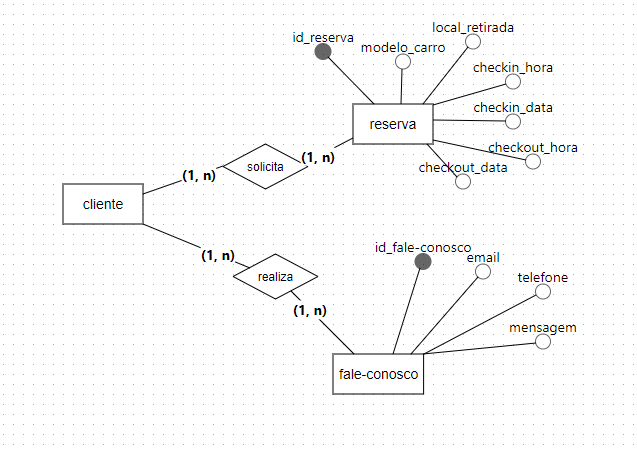 local_retirada
id_reserva
modelo_carro
checkin_hora
checkin_data
reserva
checkout_hora
(1, n)
solicita
checkout_data
(1, n)
cliente
id_fale-conosco
(1, n)
email
realiza
telefone
(1, n)
mensagem
fale-conosco